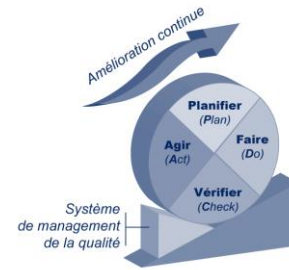 Amélioration continue
Planifier
(Plan)
Faire
(Do)
Agir
(Act)
Vérifier
(Check)
Système
de management
de la qualité